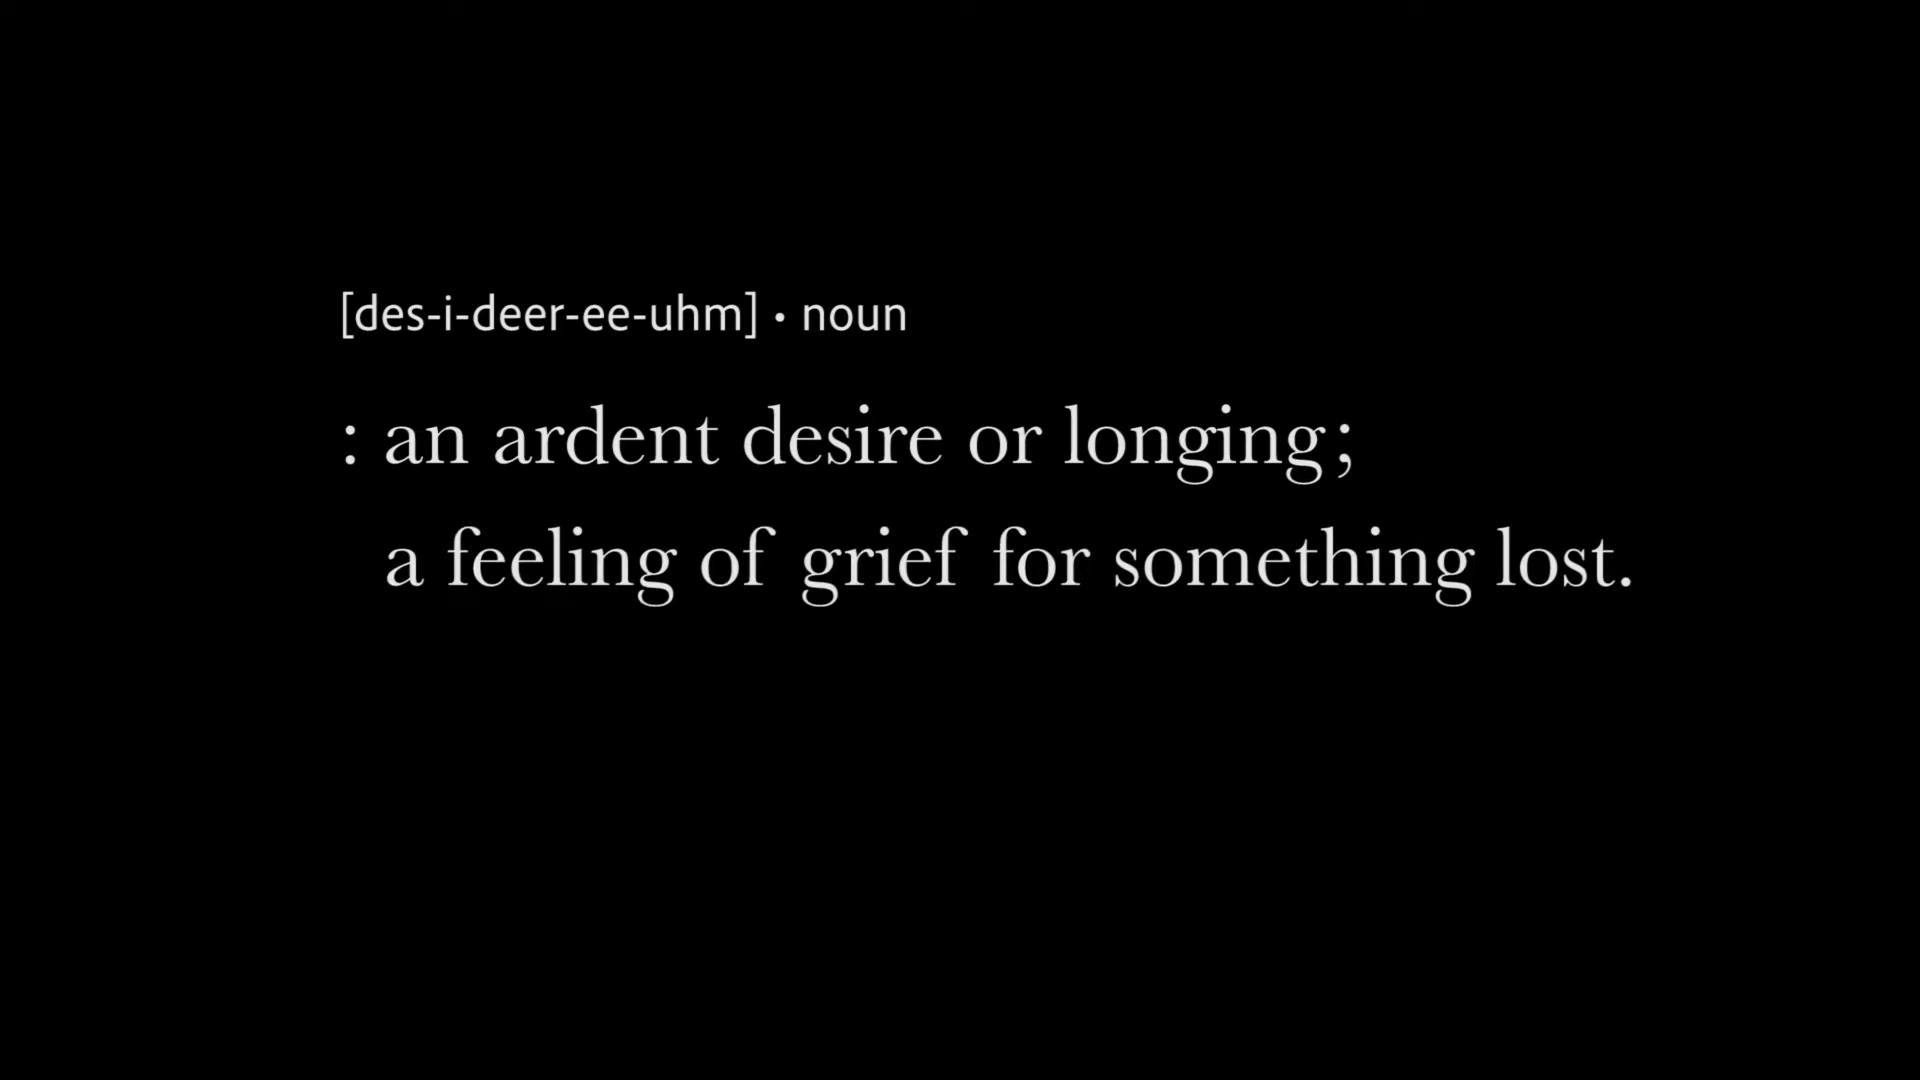 [des-i-deer-ee-uhm] • noun
: an ardent desire or longing;
a feeling of grief for something lost.